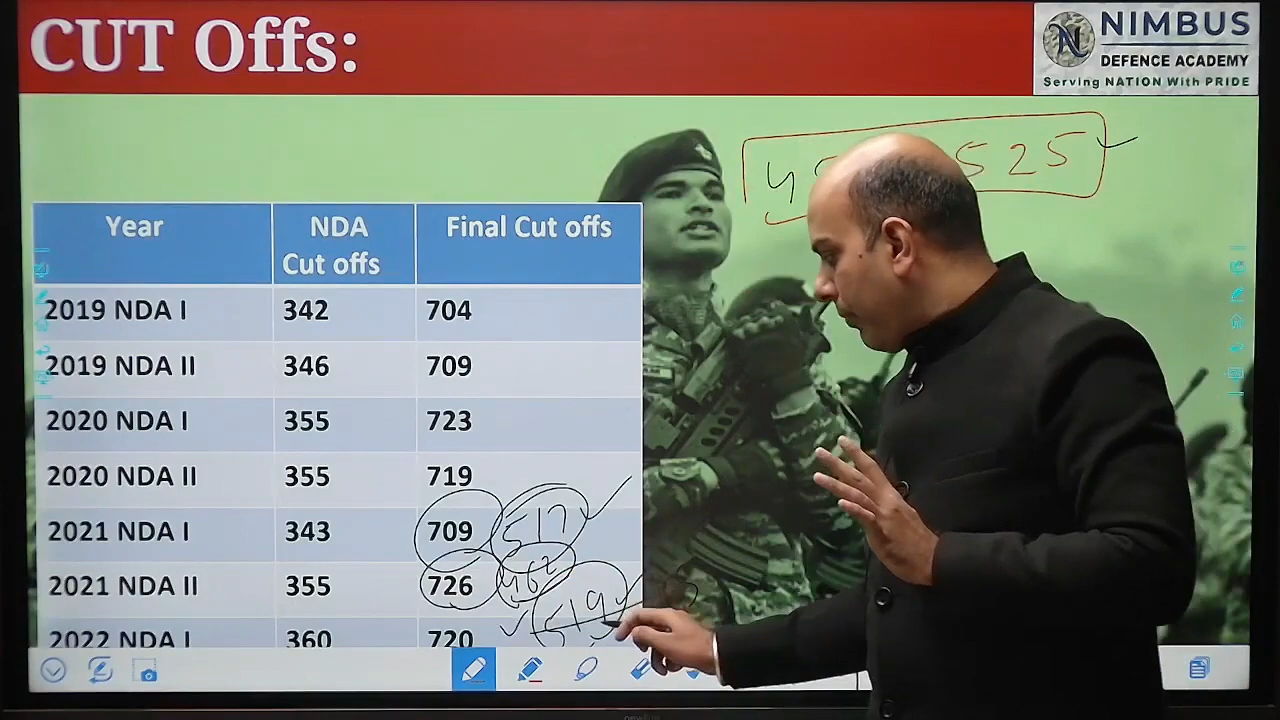 CUT Offs:
NIMBUS
DEFENCE ACADEMY
Serving NATION With PRIDE
525
Year NDA Cut offs Final Cut offs
2019 NDA I 342 704
2019 NDA II 346 709
2020 NDA I 355 723
2020 NDA II 355 719
2021 NDA I 343 709 517
2021 NDA II 355 726 462
2022 NDA I 360 720 519